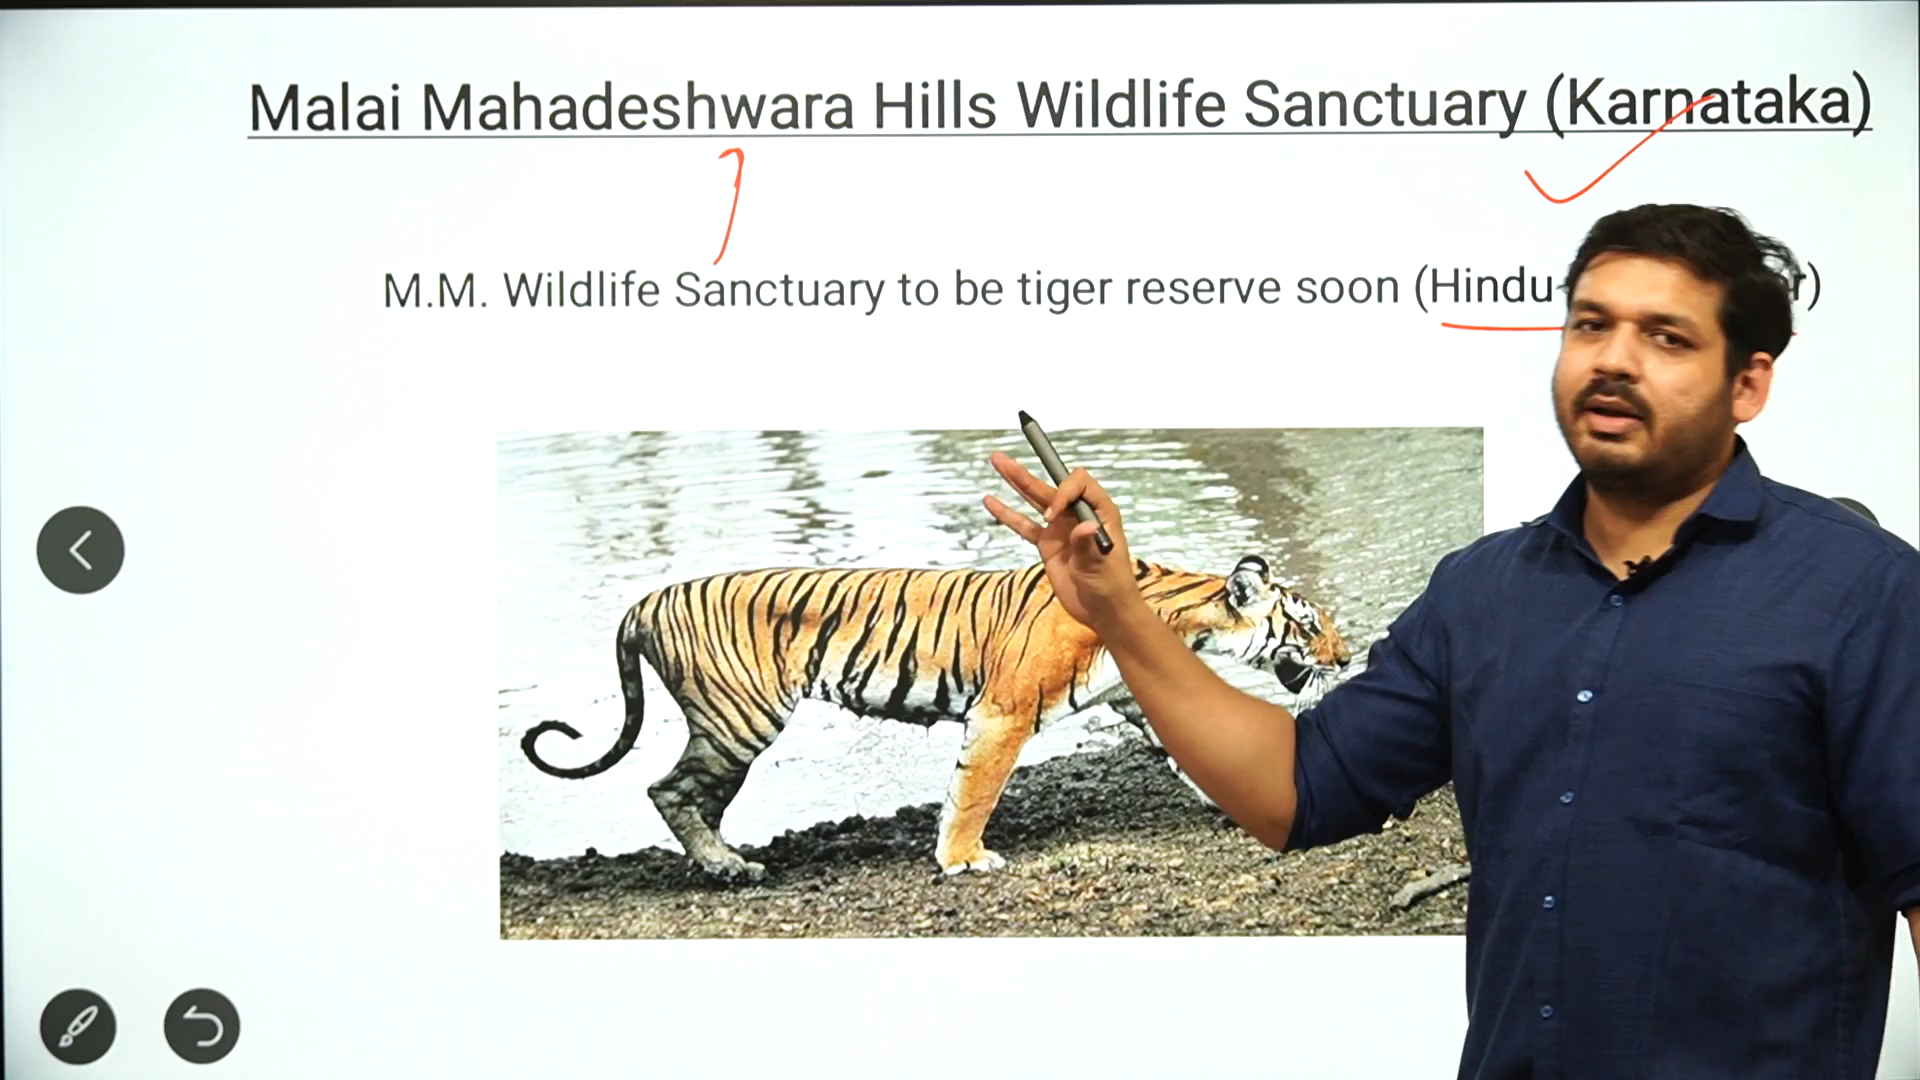 Malai Mahadeshwara Hills Wildlife Sanctuary (Karnataka)
M.M. Wildlife Sanctuary to be tiger reserve soon (Hindu-